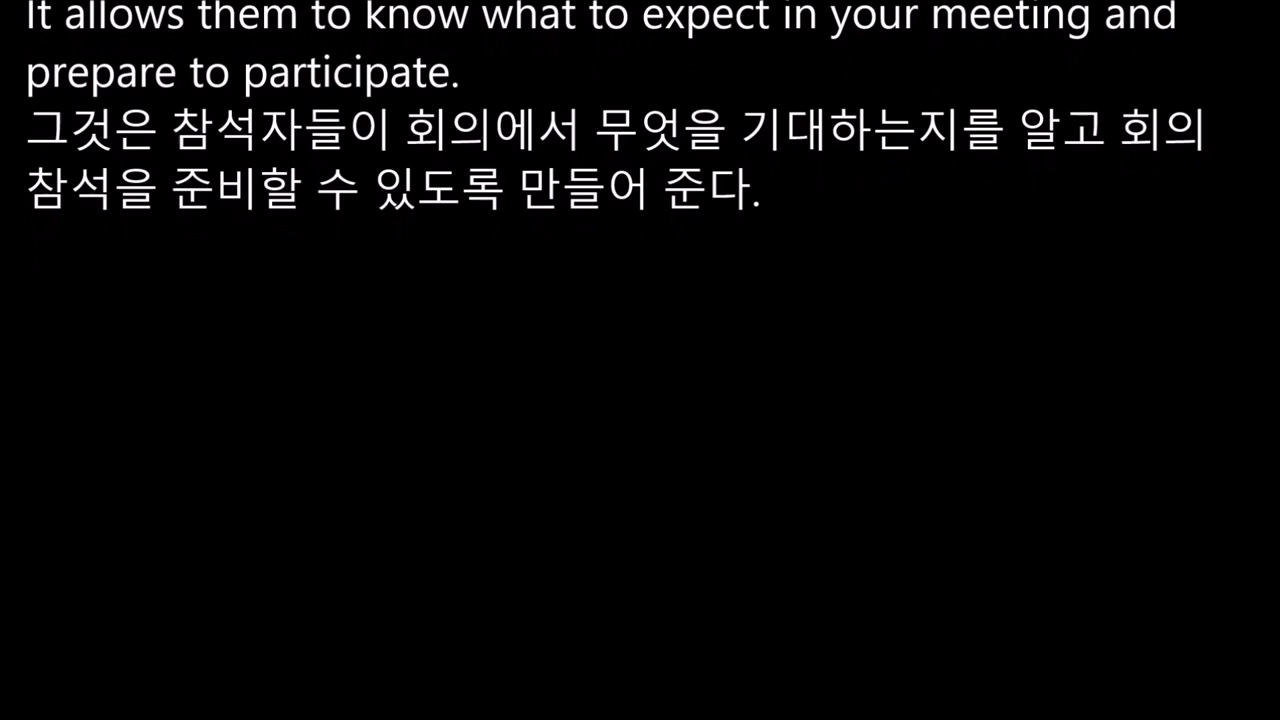 It allows them to know what to expect in your meeting and
prepare to participate.
그것은 참석자들이 회의에서 무엇을 기대하는지를 알고 회의
참석을 준비할 수 있도록 만들어 준다.